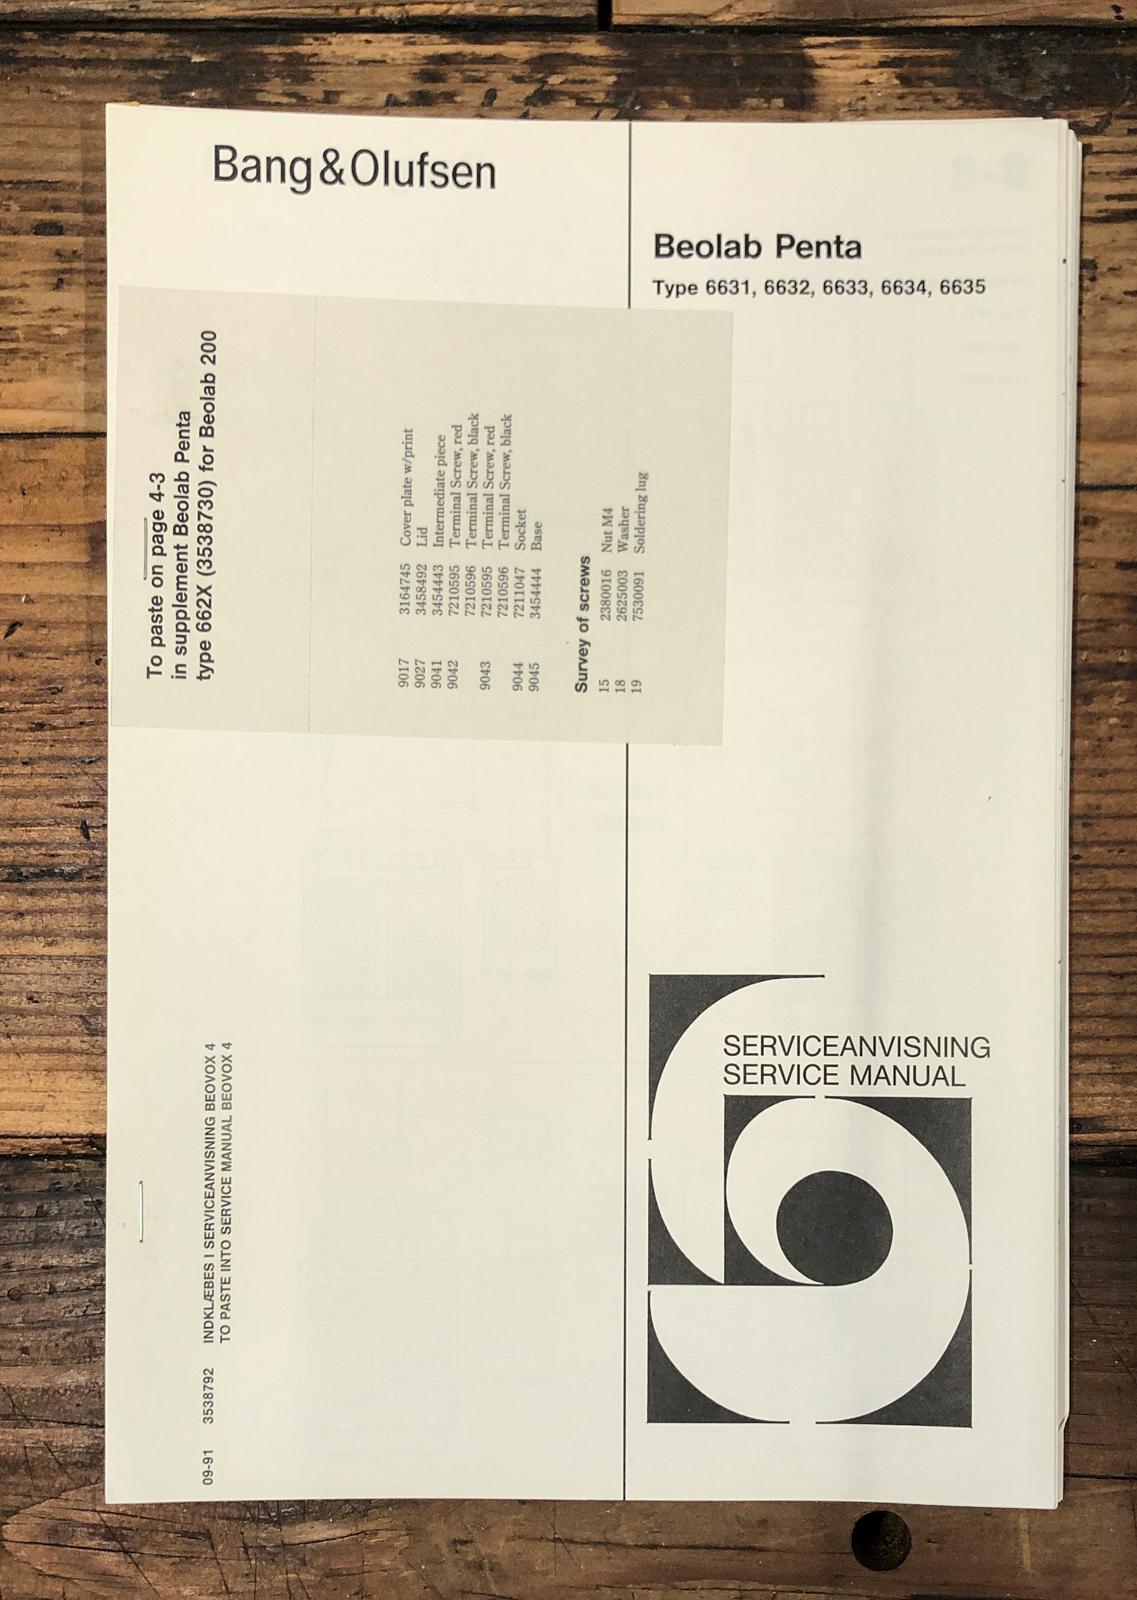 Bang&Olufsen
Beolab Penta
Type 6631, 6632, 6633, 6634, 6635
To paste on page 4-3
in supplement Beolab Penta
type 662X (3538730) for Beolab 200
9017 3164745 Cover plate w/print
9027 3458492 Lid
9041 3454443 Intermediate piece
9042 7210595 Terminal Screw, red
7210596 Terminal Screw, black
9043 7210595 Terminal Screw, red
7210596 Terminal Screw, black
9044 7211047 Socket
9045 3454444 Base
Survey of screws
15 2380016 Nut M4
18 2625003 Washer
19 7530091 Soldering lug
SERVICEANVISNING
SERVICE MANUAL
09-91 3538792 INDKLÆBES I SERVICEANVISNING BEOVOX 4
TO PASTE INTO SERVICE MANUAL BEOVOX 4